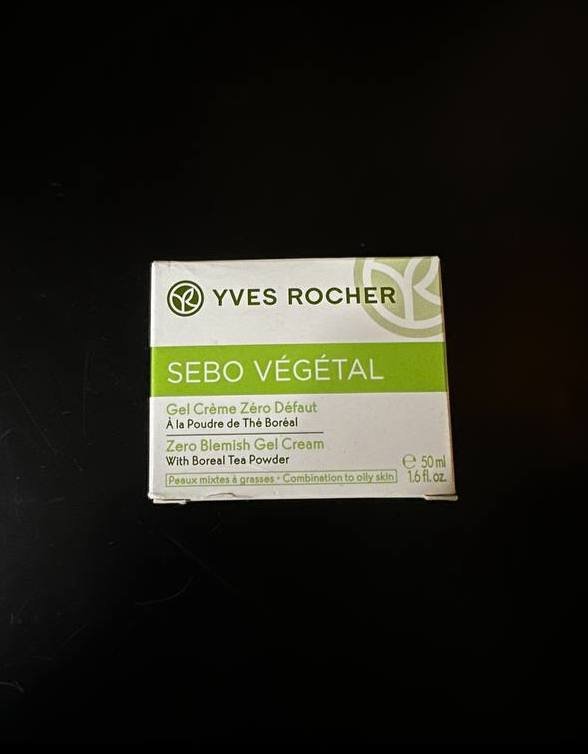 YVES ROCHER
SEBO VÉGÉTAL
Gel Crème Zéro Défaut
À la Poudre de Thé Boréal
Zero Blemish Gel Cream
With Boreal Tea Powder
Peaux mixtes à grasses • Combination to oily skin
℮ 50 ml
1.6 fl. oz.